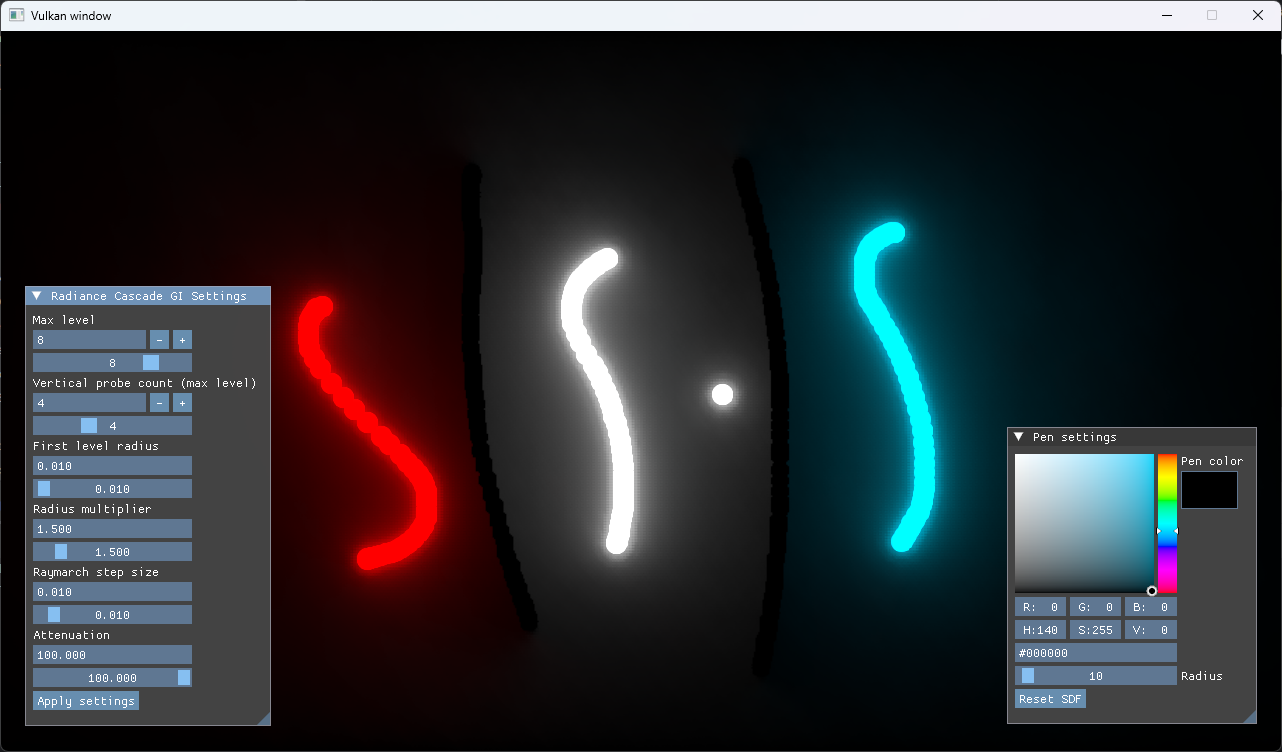 Vulkan window
Radiance Cascade GI Settings
Max level
8 - +
8
Vertical probe count (max level)
4 - +
4
First level radius
0.010
0.010
Radius multiplier
1.500
1.500
Raymarch step size
0.010
0.010
Attenuation
100.000
100.000
Apply settings
Pen settings
Pen color
R: 0 G: 0 B: 0
H:140 S:255 V: 0
#000000
10 Radius
Reset SDF